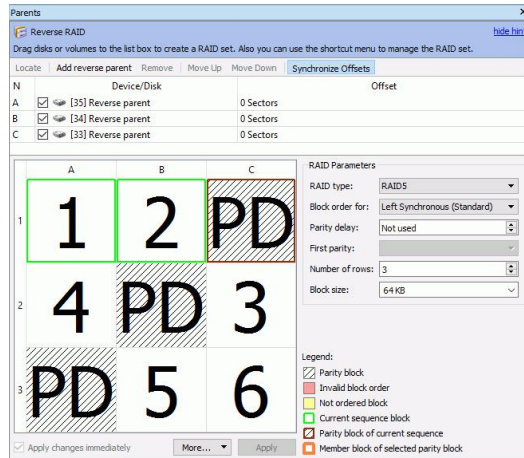 Parents
Reverse RAID
hide hin
Drag disks or volumes to the list box to create a RAID set. Also you can use the shortcut menu to manage the RAID set.
Locate Add reverse parent Remove Move Up Move Down Synchronize Offsets
N Device/Disk Offset
A [35] Reverse parent 0 Sectors
B [34] Reverse parent 0 Sectors
C [33] Reverse parent 0 Sectors
A B C
1 1 2 PD
2 4 PD 3
3 PD 5 6
RAID Parameters
RAID type: RAID5
Block order for: Left Synchronous (Standard)
Parity delay: Not used
First parity:
Number of rows: 3
Block size: 64 KB
Legend:
Parity block
Invalid block order
Not ordered block
Current sequence block
Parity block of current sequence
Member block of selected parity block
Apply changes immediately More... Apply